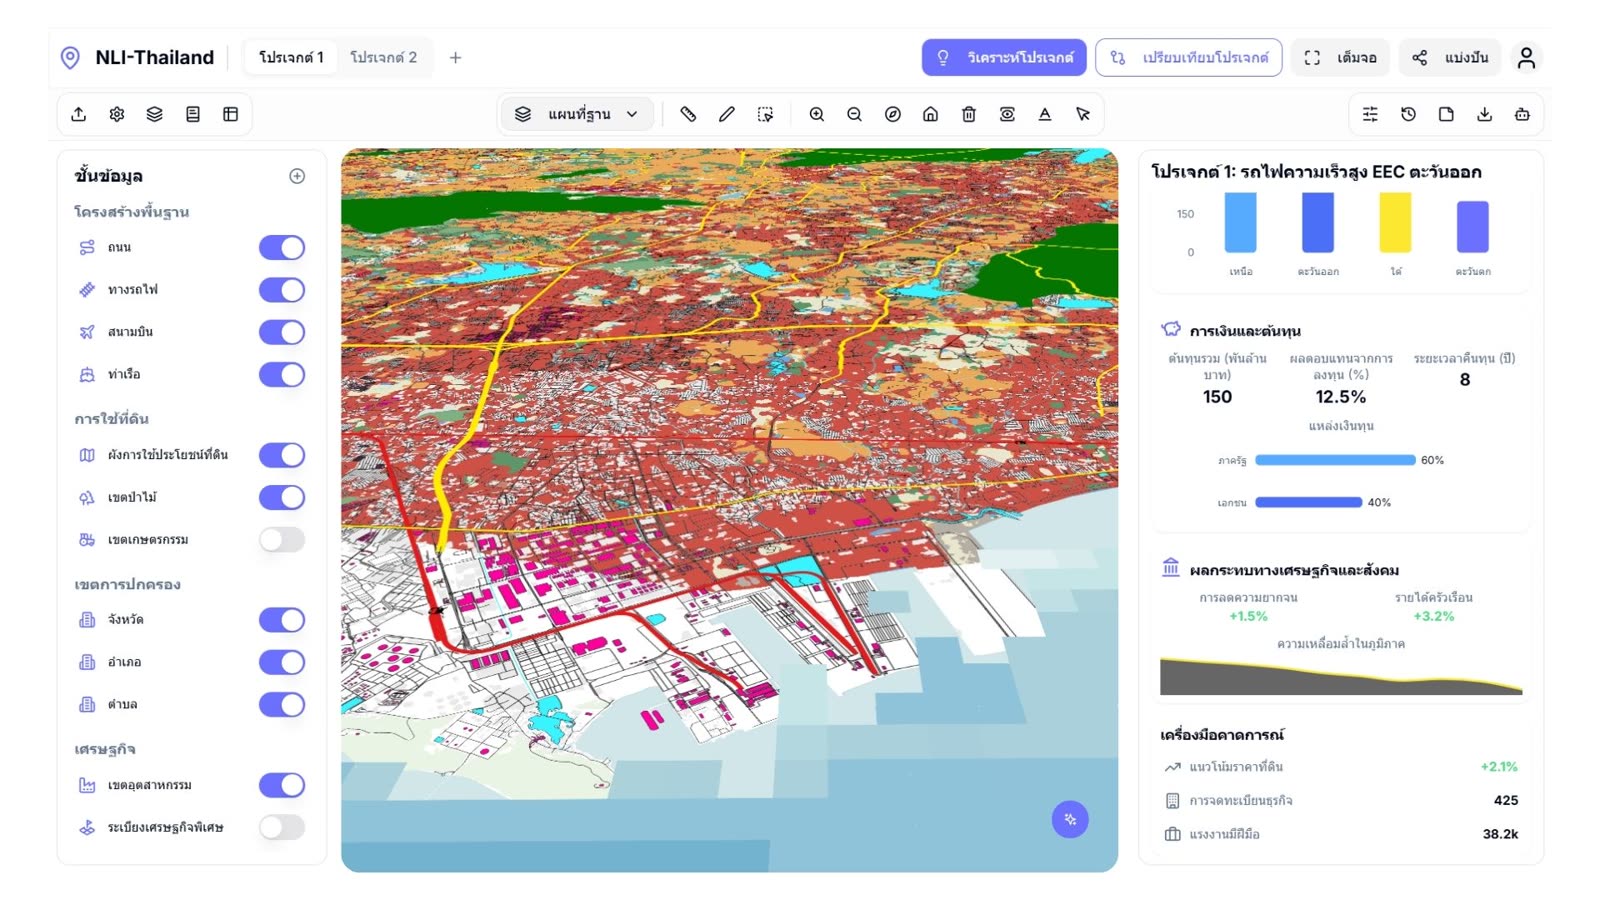 NLI-Thailand
โปรเจกต์ 1
โปรเจกต์ 2
วิเคราะห์โปรเจกต์
เปรียบเทียบโปรเจกต์
เต็มจอ
แบ่งปัน
แผนที่ฐาน
ชั้นข้อมูล
โครงสร้างพื้นฐาน
ถนน
ทางรถไฟ
สนามบิน
ท่าเรือ
การใช้ที่ดิน
ผังการใช้ประโยชน์ที่ดิน
เขตป่าไม้
เขตเกษตรกรรม
เขตการปกครอง
จังหวัด
อำเภอ
ตำบล
เศรษฐกิจ
เขตอุตสาหกรรม
ระเบียงเศรษฐกิจพิเศษ
โปรเจกต์ 1: รถไฟความเร็วสูง EEC ตะวันออก
150
0
เหนือ
ตะวันออก
ใต้
ตะวันตก
การเงินและต้นทุน
ต้นทุนรวม (พันล้าน
บาท)
150
ผลตอบแทนจากการ
ลงทุน (%)
12.5%
ระยะเวลาคืนทุน (ปี)
8
แหล่งเงินทุน
ภาครัฐ
60%
เอกชน
40%
ผลกระทบทางเศรษฐกิจและสังคม
การลดความยากจน
+1.5%
รายได้ครัวเรือน
+3.2%
ความเหลื่อมล้ำในภูมิภาค
เครื่องมือคาดการณ์
แนวโน้มราคาที่ดิน
+2.1%
การจดทะเบียนธุรกิจ
425
แรงงานมีฝีมือ
38.2k